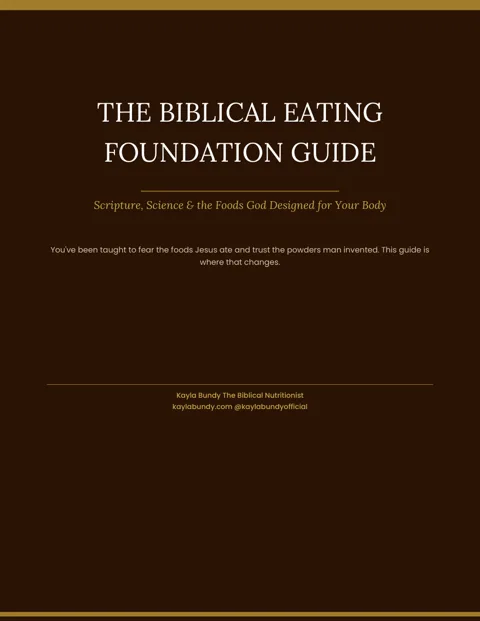 THE BIBLICAL EATING
FOUNDATION GUIDE
Scripture, Science & the Foods God Designed for Your Body
You've been taught to fear the foods Jesus ate and trust the powders man invented. This guide is
where that changes.
Kayla Bundy The Biblical Nutritionist
kaylabundy.com @kaylabundyofficial